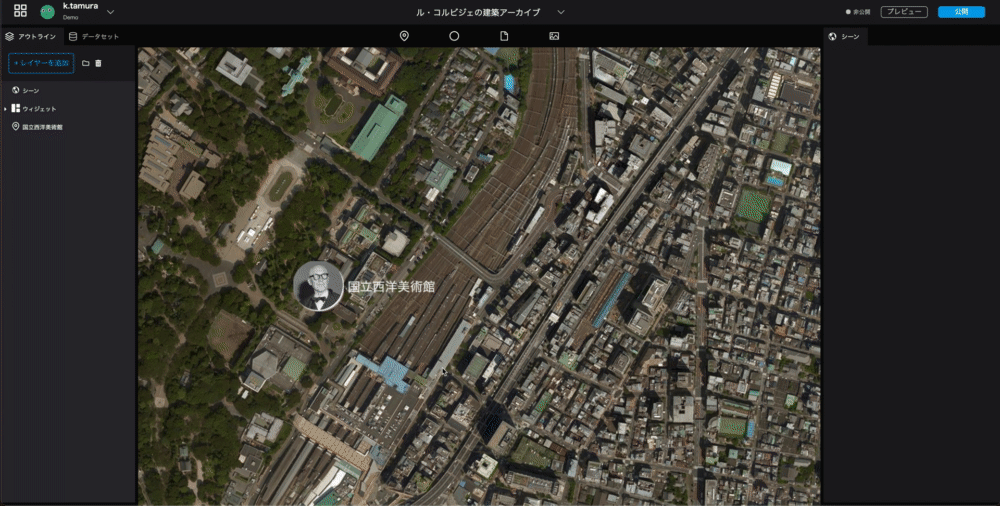 k.tamura
Demo
ル・コルビジェの建築アーカイブ
非公開
プレビュー
公開
アウトライン
データセット
シーン
+ レイヤーを追加
シーン
ウィジェット
国立西洋美術館
国立西洋美術館